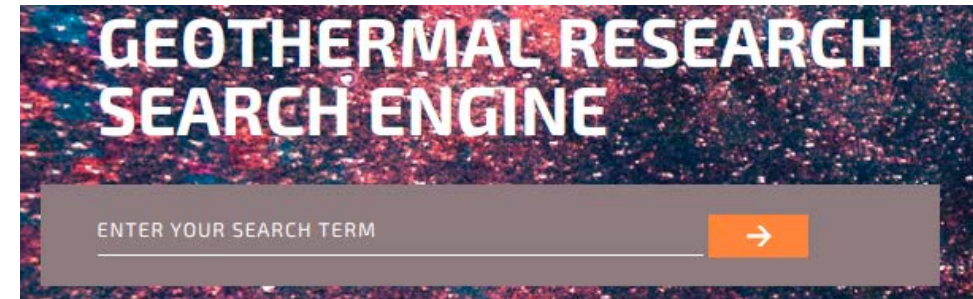 GEOTHERMAL RESEARCH
SEARCH ENGINE
ENTER YOUR SEARCH TERM